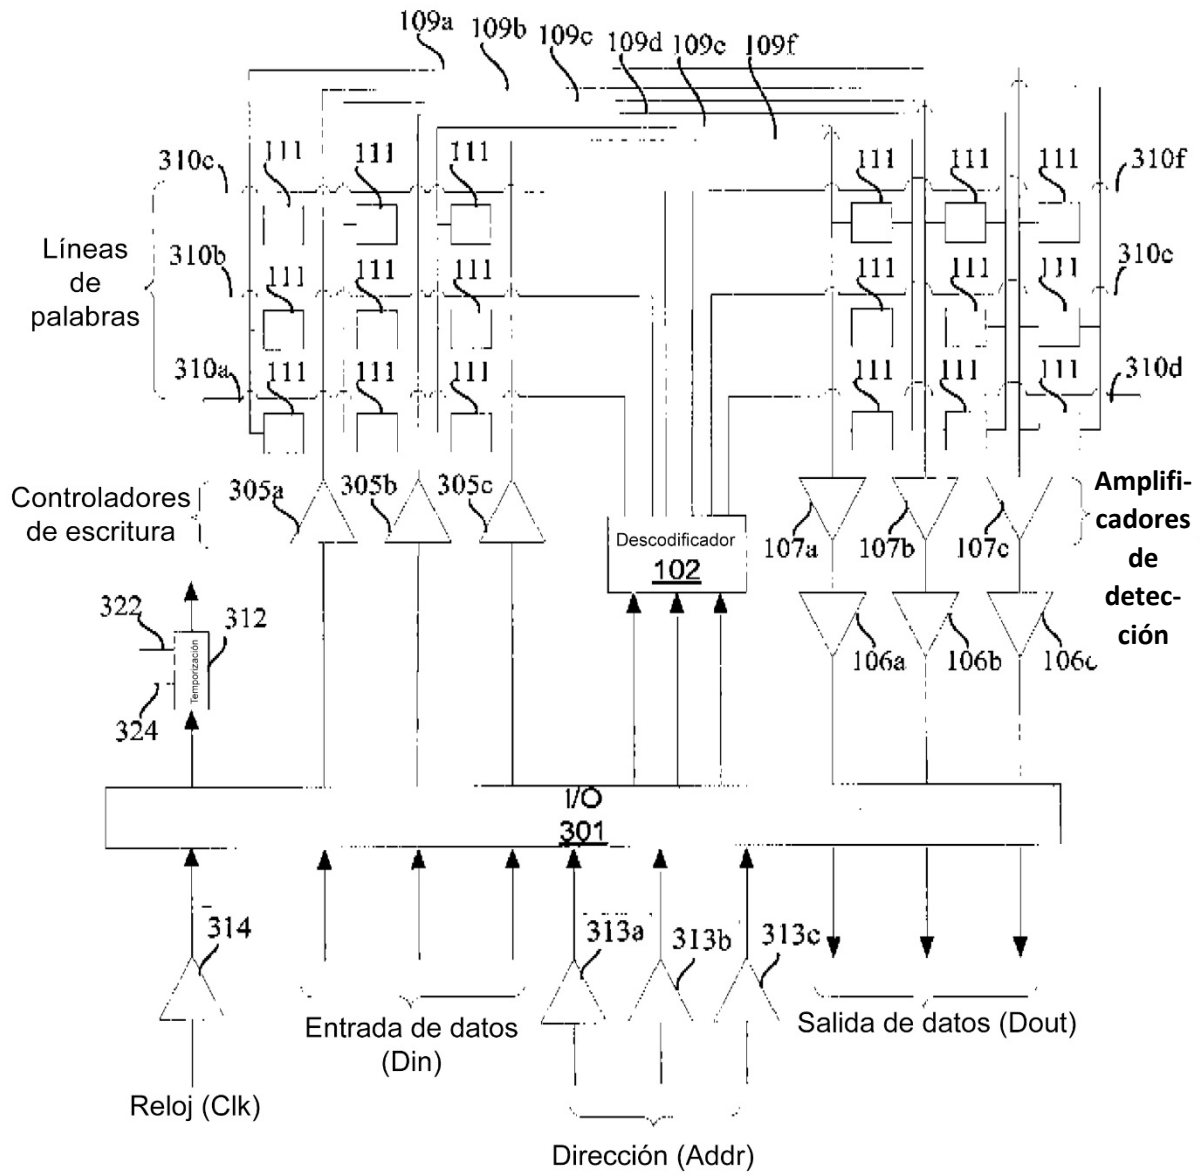 109a
109b
109c
109d
109e
109f
310c
111
111
111
111
111
111
310f
Líneas
de
palabras
310b
111
111
111
111
111
111
310e
310a
111
111
111
111
111
111
310d
Controladores
de escritura
305a
305b
305c
Descodificador
102
107a
107b
107c
Amplifi-
cadores
de
detec-
ción
322
312
Temporización
324
106a
106b
106c
I/O
301
314
313a
313b
313c
Entrada de datos
(Din)
Salida de datos (Dout)
Reloj (Clk)
Dirección (Addr)